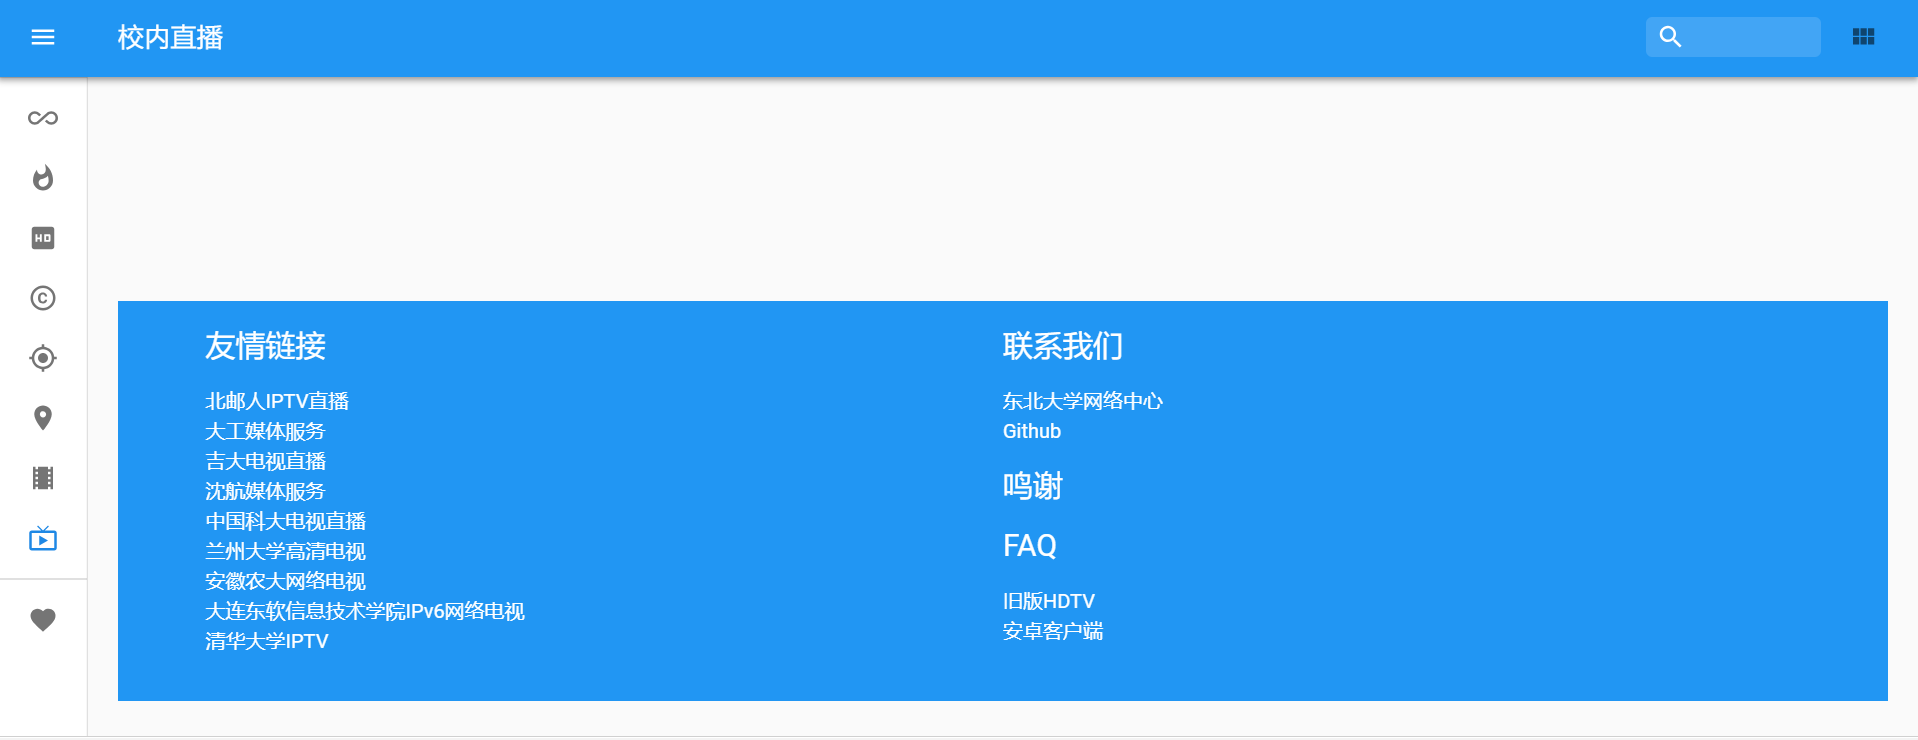 校内直播
HD
友情链接
北邮人IPTV直播
大工媒体服务
吉大电视直播
沈航媒体服务
中国科大电视直播
兰州大学高清电视
安徽农大网络电视
大连东软信息技术学院IPv6网络电视
清华大学IPTV
联系我们
东北大学网络中心
Github
鸣谢
FAQ
旧版HDTV
安卓客户端